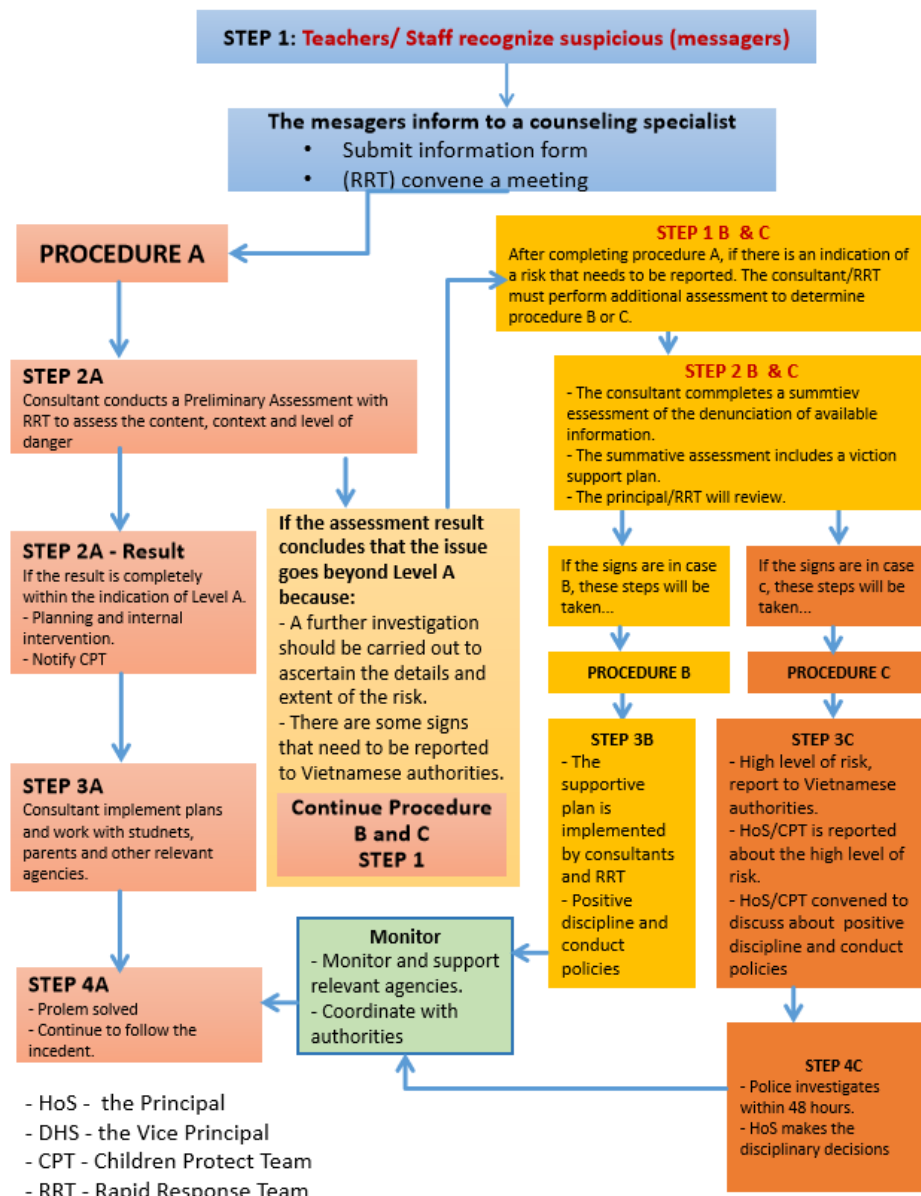 STEP 1: Teachers/ Staff recognize suspicious (messagers)
The mesagers inform to a counseling specialist
• Submit information form
• (RRT) convene a meeting
PROCEDURE A
STEP 1 B & C
After completing procedure A, if there is an indication of
a risk that needs to be reported. The consultant/RRT
must perform additional assessment to determine
procedure B or C.
STEP 2A
Consultant conducts a Preliminary Assessment with
RRT to assess the content, context and level of
danger
STEP 2 B & C
- The consultant commpletes a summtiev
essessment of the denunciation of available
information.
- The summative assessment includes a viction
support plan.
- The principal/RRT will review.
STEP 2A - Result
If the result is completely
within the indication of Level A.
- Planning and internal
intervention.
- Notify CPT
If the assessment result
concludes that the issue
goes beyond Level A
because:
- A further investigation
should be carried out to
ascertain the details and
extent of the risk.
- There are some signs
that need to be reported
to Vietnamese authorities.
Continue Procedure
B and C
STEP 1
If the signs are in case
B, these steps will be
taken...
If the signs are in case
c, these steps will be
taken...
PROCEDURE B
PROCEDURE C
STEP 3A
Consultant implement plans
and work with studnets,
parents and other relevant
agencies.
STEP 3B
- The
supportive
plan is
implemented
by consultants
and RRT
- Positive
discipline and
conduct
policies
STEP 3C
- High level of risk,
report to Vietnamese
authorities.
- HoS/CPT is reported
about the high level of
risk.
- HoS/CPT convened to
discuss about positive
discipline and conduct
policies
Monitor
- Monitor and support
relevant agencies.
- Coordinate with
authorities
STEP 4A
- Prolem solved
- Continue to follow the
incedent.
STEP 4C
- Police investigates
within 48 hours.
- HoS makes the
disciplinary decisions
- HoS - the Principal
- DHS - the Vice Principal
- CPT - Children Protect Team
- RRT - Rapid Response Team